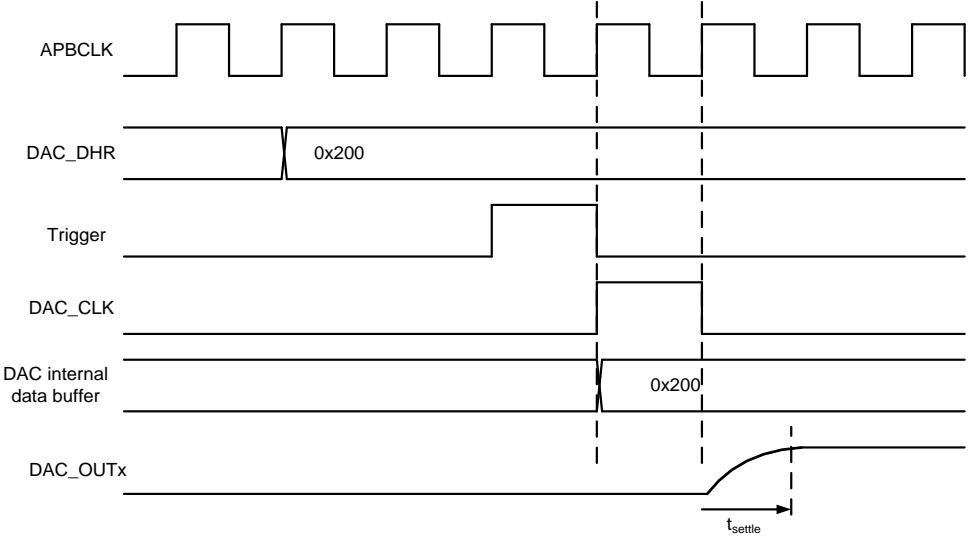 APBCLK
DAC_DHR
0x200
Trigger
DAC_CLK
DAC internal
data buffer
0x200
DAC_OUTx
tsettle